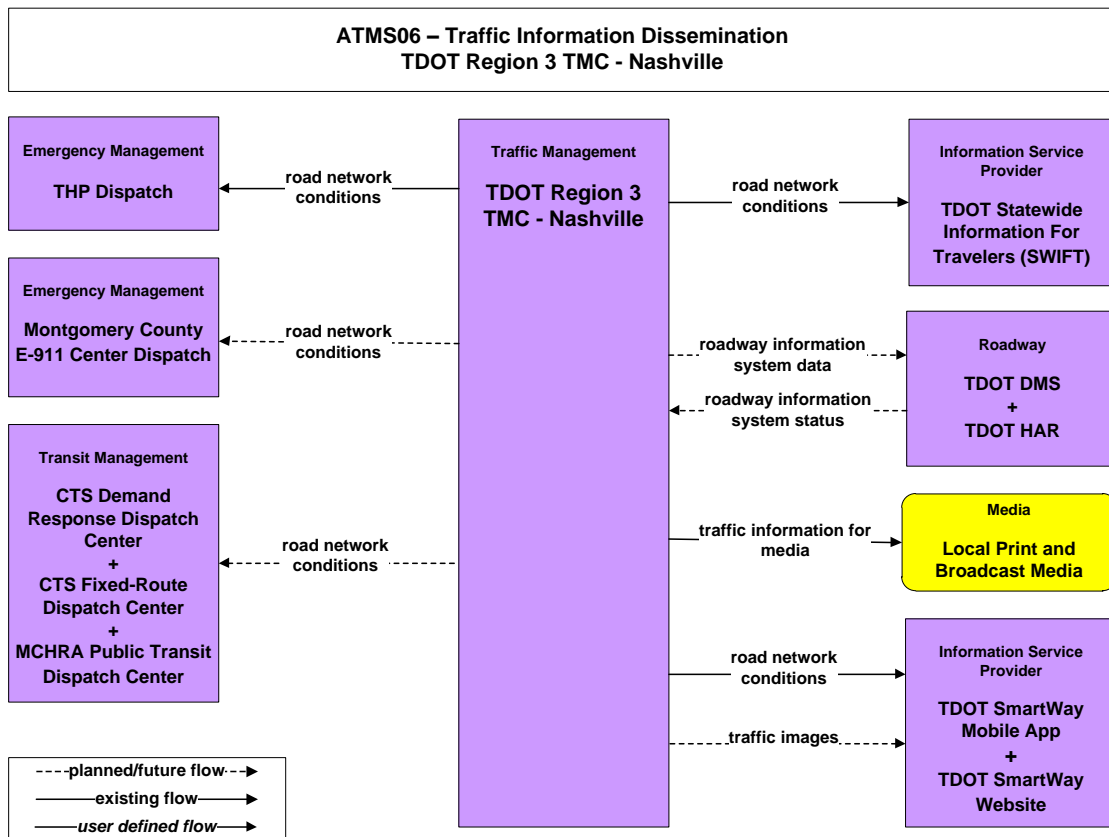 ATMS06 – Traffic Information Dissemination
TDOT Region 3 TMC - Nashville
Emergency Management
THP Dispatch
road network
conditions
Emergency Management
Montgomery County
E-911 Center Dispatch
road network
conditions
Transit Management
CTS Demand
Response Dispatch
Center
+
CTS Fixed-Route
Dispatch Center
+
MCHRA Public Transit
Dispatch Center
road network
conditions
planned/future flow
existing flow
user defined flow
Traffic Management
TDOT Region 3
TMC - Nashville
road network
conditions
Information Service
Provider
TDOT Statewide
Information For
Travelers (SWIFT)
roadway information
system data
roadway information
system status
Roadway
TDOT DMS
+
TDOT HAR
traffic information for
media
Media
Local Print and
Broadcast Media
road network
conditions
traffic images
Information Service
Provider
TDOT SmartWay
Mobile App
+
TDOT SmartWay
Website